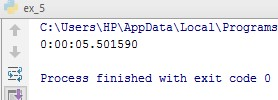 ex_5
C:\Users\HP\AppData\Local\Programs
0:00:05.501590
Process finished with exit code 0